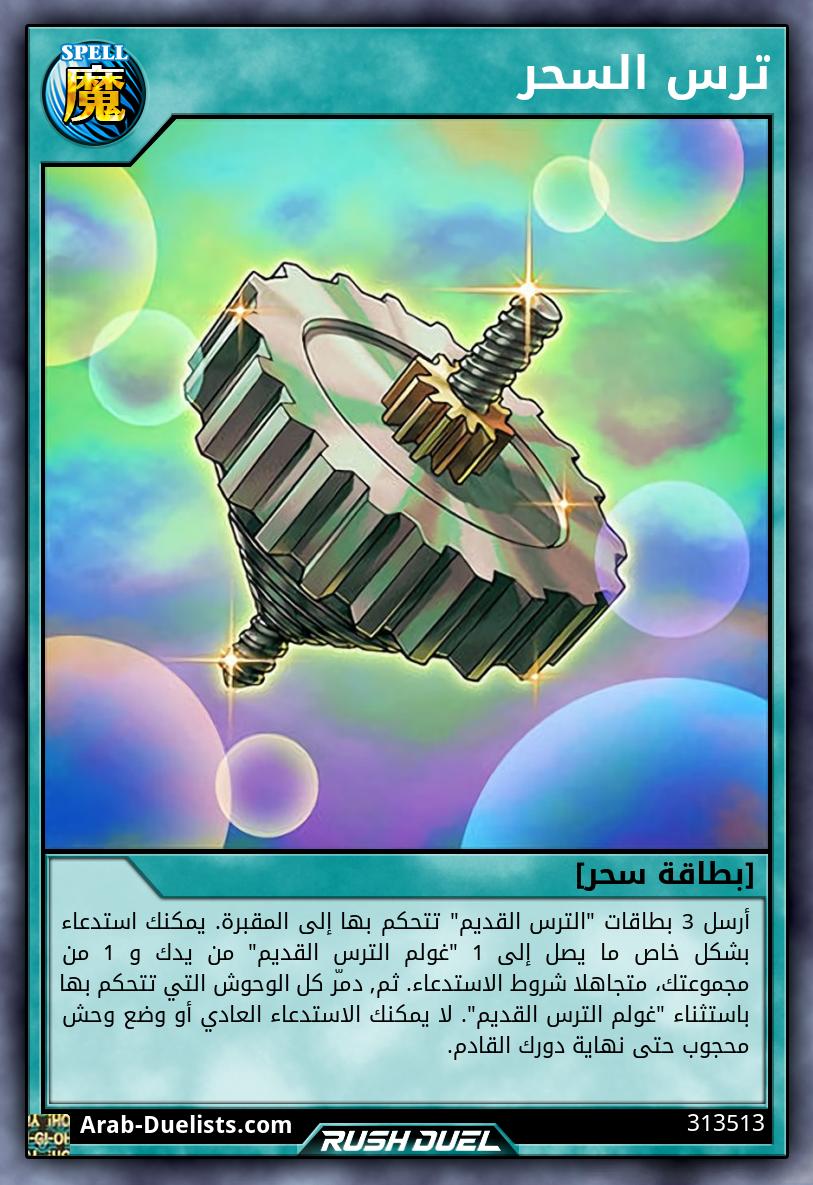 SPELL
魔
ترس السحر
[بطاقة سحر]
أرسل 3 بطاقات "الترس القديم" تتحكم بها إلى المقبرة. يمكنك استدعاء
بشكل خاص ما يصل إلى 1 "غولم الترس القديم" من يدك و 1 من
مجموعتك، متجاهلا شروط الاستدعاء. ثم, دمّر كل الوحوش التي تتحكم بها
باستثناء "غولم الترس القديم". لا يمكنك الاستدعاء العادي أو وضع وحش
محجوب حتى نهاية دورك القادم.
Arab-Duelists.com
RUSH DUEL
313513